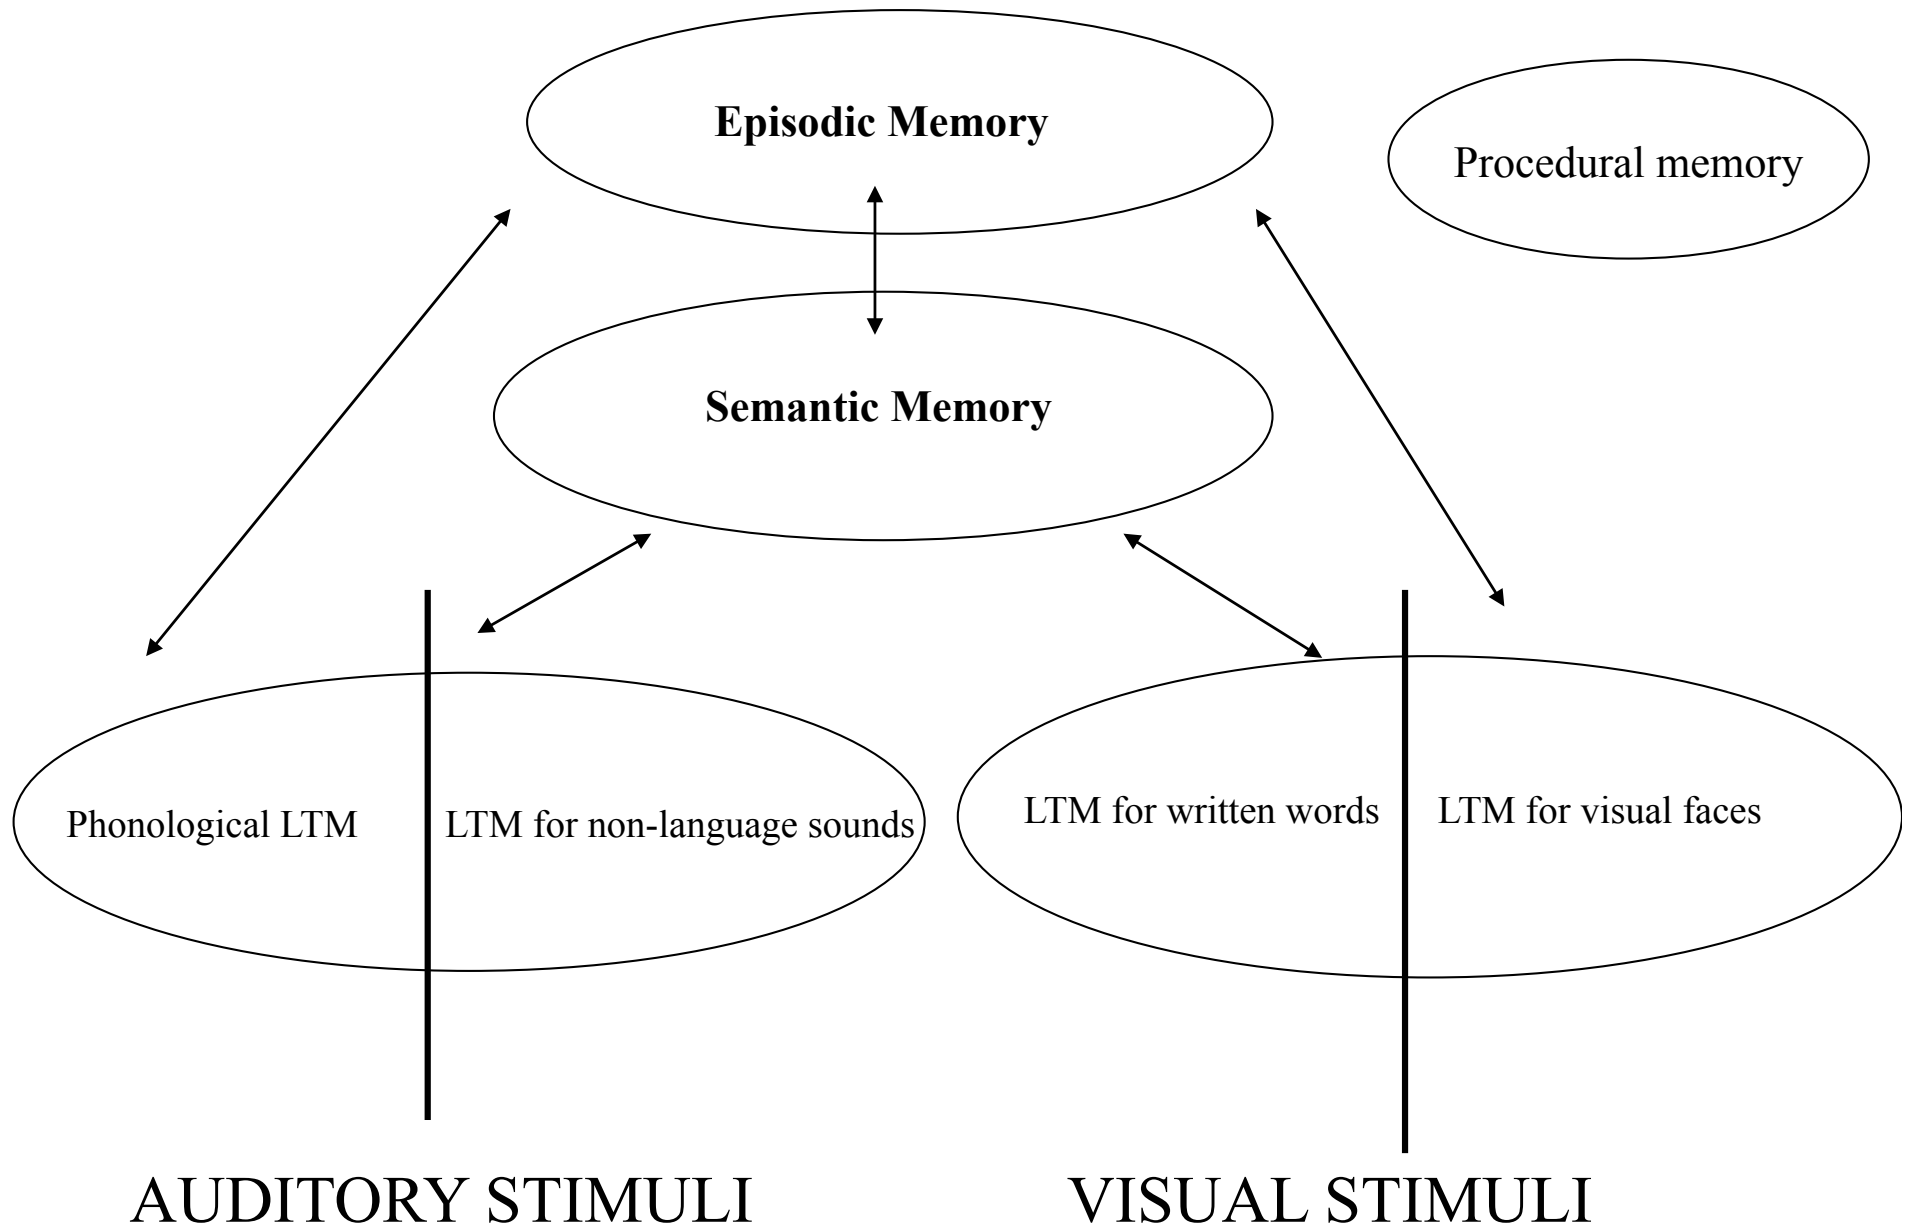 Episodic Memory
Procedural memory
Semantic Memory
Phonological LTM
LTM for non-language sounds
LTM for written words
LTM for visual faces
AUDITORY STIMULI
VISUAL STIMULI